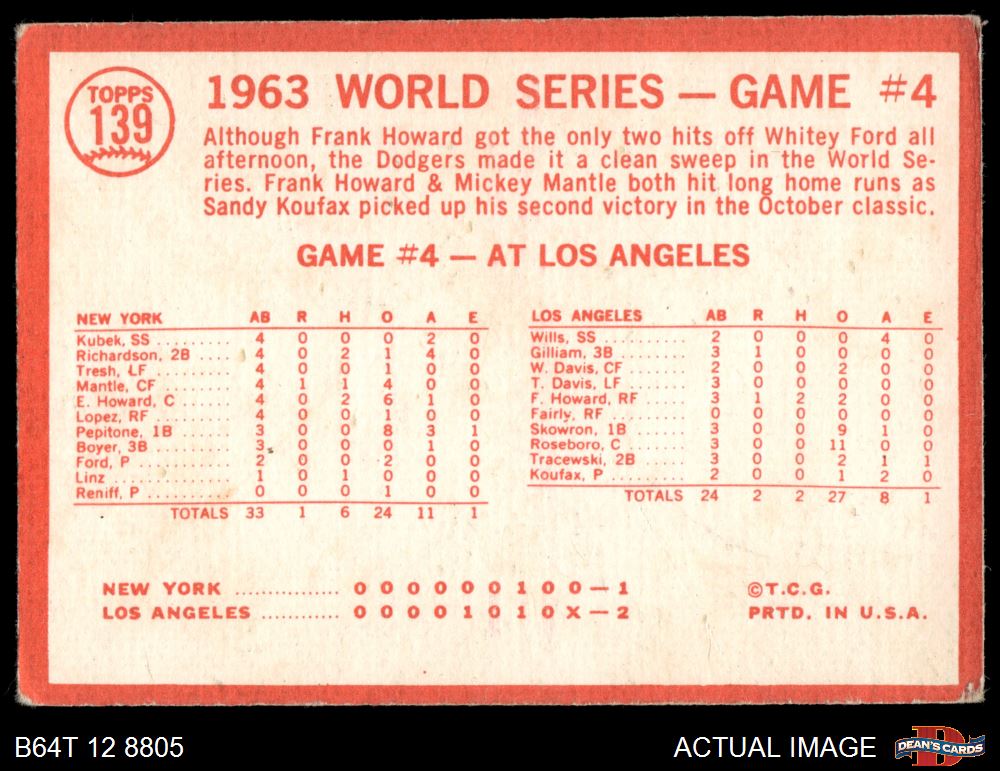 TOPPS
139
1963 WORLD SERIES — GAME #4
Although Frank Howard got the only two hits off Whitey Ford all
afternoon, the Dodgers made it a clean sweep in the World Se-
ries. Frank Howard & Mickey Mantle both hit long home runs as
Sandy Koufax picked up his second victory in the October classic.
GAME #4 — AT LOS ANGELES
NEW YORK AB R H O A E
Kubek, SS ..... 4 0 0 0 2 0
Richardson, 2B .... 4 0 2 1 4 0
Tresh, LF ........ 4 0 0 1 0 0
Mantle, CF ....... 4 1 1 4 0 0
E. Howard, C ..... 4 0 2 6 1 0
Lopez, RF ........ 4 0 0 1 0 0
Pepitone, 1B ...... 3 0 0 8 3 1
Boyer, 3B ........ 3 0 0 0 1 0
Ford, P .......... 2 0 0 2 0 0
Linz ............. 1 0 1 0 0 0
Reniff, P ......... 0 0 0 1 0 0
TOTALS 33 1 6 24 11 1
LOS ANGELES AB R H O A E
Wills, SS ......... 2 0 0 0 4 0
Gilliam, 3B ....... 3 1 0 0 0 0
W. Davis, CF ...... 2 0 0 2 0 0
T. Davis, LF ...... 3 0 0 0 0 0
F. Howard, RF ..... 3 1 2 2 0 0
Fairly, RF ........ 0 0 0 0 0 0
Skowron, 1B ...... 3 0 0 9 1 0
Roseboro, C ...... 3 0 0 11 0 0
Tracewski, 2B ..... 3 0 0 2 1 1
Koufax, P ......... 2 0 0 1 2 0
TOTALS 24 2 2 27 8 1
NEW YORK ............... 0 0 0 0 0 0 1 0 0 — 1
LOS ANGELES ............ 0 0 0 0 1 0 1 0 X — 2
©T.C.G.
PRTD. IN U.S.A.
B64T 12 8805
ACTUAL IMAGE
D
DEAN'S CARDS